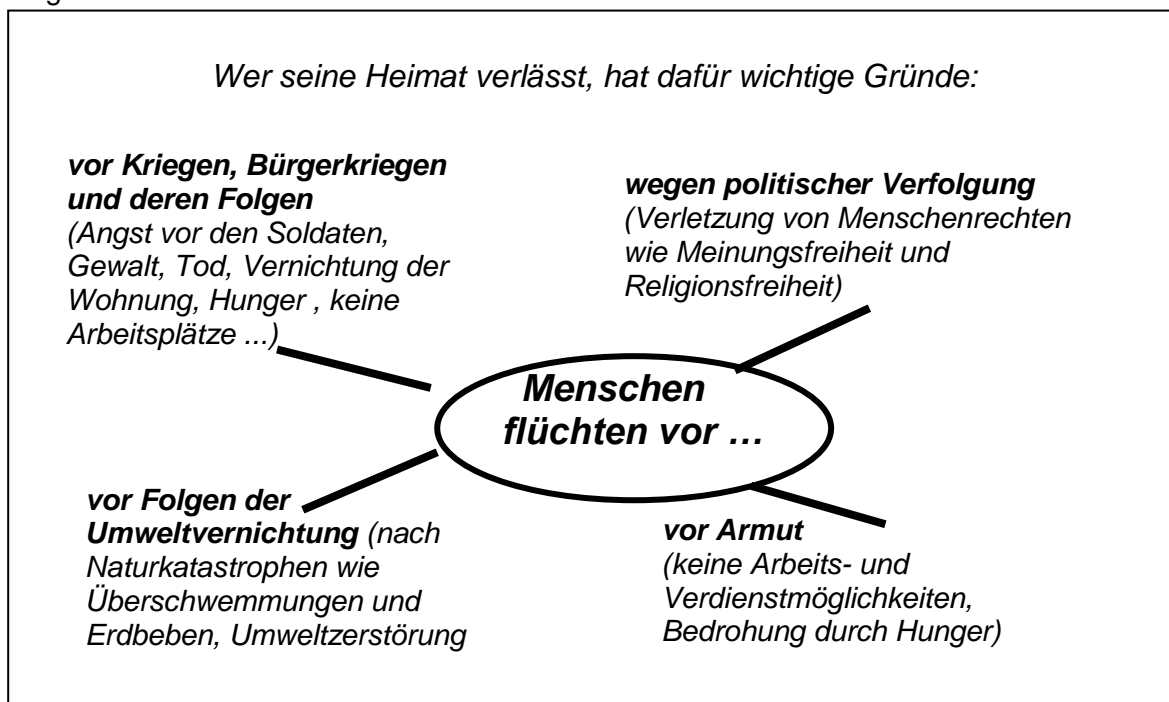 Wer seine Heimat verlässt, hat dafür wichtige Gründe:
vor Kriegen, Bürgerkriegen
und deren Folgen
(Angst vor den Soldaten,
Gewalt, Tod, Vernichtung der
Wohnung, Hunger , keine
Arbeitsplätze ...)
wegen politischer Verfolgung
(Verletzung von Menschenrechten
wie Meinungsfreiheit und
Religionsfreiheit)
Menschen
flüchten vor …
vor Folgen der
Umweltvernichtung (nach
Naturkatastrophen wie
Überschwemmungen und
Erdbeben, Umweltzerstörung
vor Armut
(keine Arbeits- und
Verdienstmöglichkeiten,
Bedrohung durch Hunger)